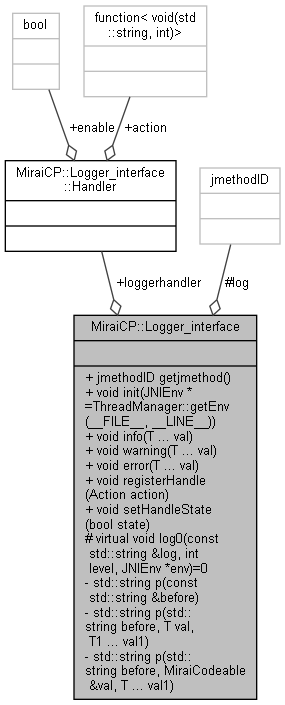 bool
function< void(std
::string, int)>
+enable
+action
MiraiCP::Logger_interface
::Handler
jmethodID
+loggerhandler
#log
MiraiCP::Logger_interface
+ jmethodID getjmethod()
+ void init(JNIEnv *
=ThreadManager::getEnv
(__FILE__, __LINE__))
+ void info(T ... val)
+ void warning(T ... val)
+ void error(T ... val)
+ void registerHandle
(Action action)
+ void setHandleState
(bool state)
# virtual void log0(const
std::string &log, int
level, JNIEnv *env)=0
- std::string p(const
std::string &before)
- std::string p(std::
string before, T val,
T1 ... val1)
- std::string p(std::
string before, MiraiCodeable
&val, T ... val1)